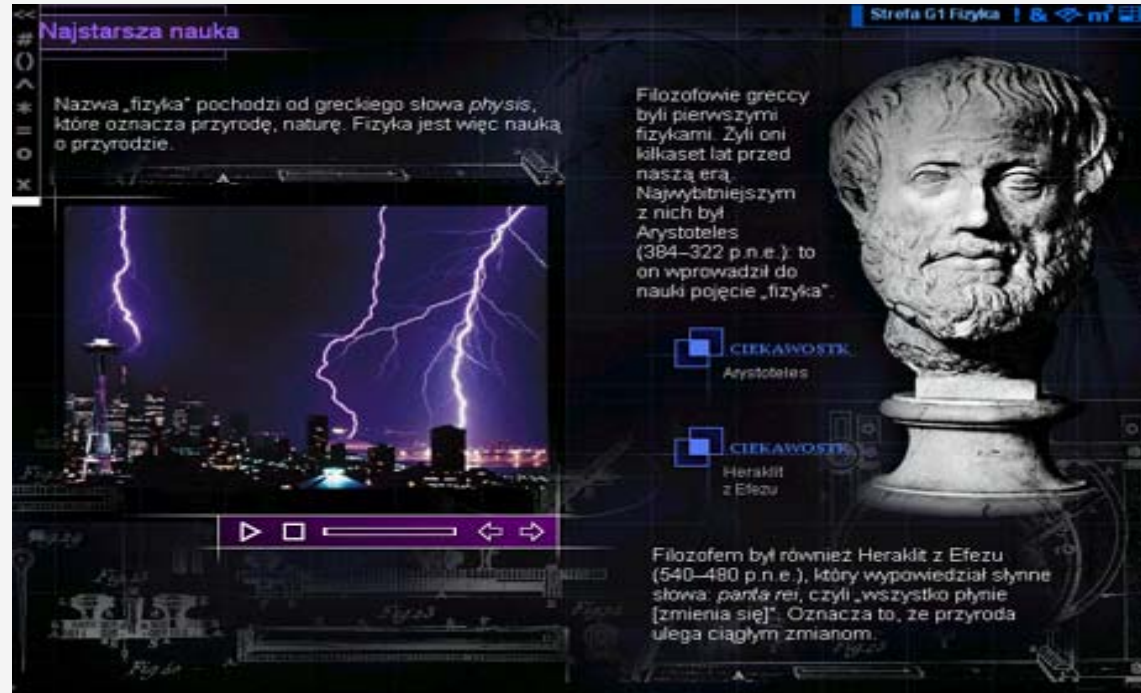 <<
Strefa G1 Fizyka ! & m²
Najstarsza nauka
#
()
^
*
=
o
x
Nazwa „fizyka" pochodzi od greckiego słowa physis,
które oznacza przyrodę, naturę. Fizyka jest więc nauką
o przyrodzie.
Filozofowie greccy
byli pierwszymi
fizykami. Żyli oni
kilkaset lat przed
naszą erą.
Najwybitniejszym
z nich był
Arystoteles
(384–322 p.n.e.): to
on wprowadził do
nauki pojęcie „fizyka".
CIEKAWOSTK
Arystoteles
CIEKAWOSTK
Heraklit
z Efezu
Filozofem był również Heraklit z Efezu
(540–480 p.n.e.), który wypowiedział słynne
słowa: panta rei, czyli „wszystko płynie
[zmienia się]". Oznacza to, że przyroda
ulega ciągłym zmianom.